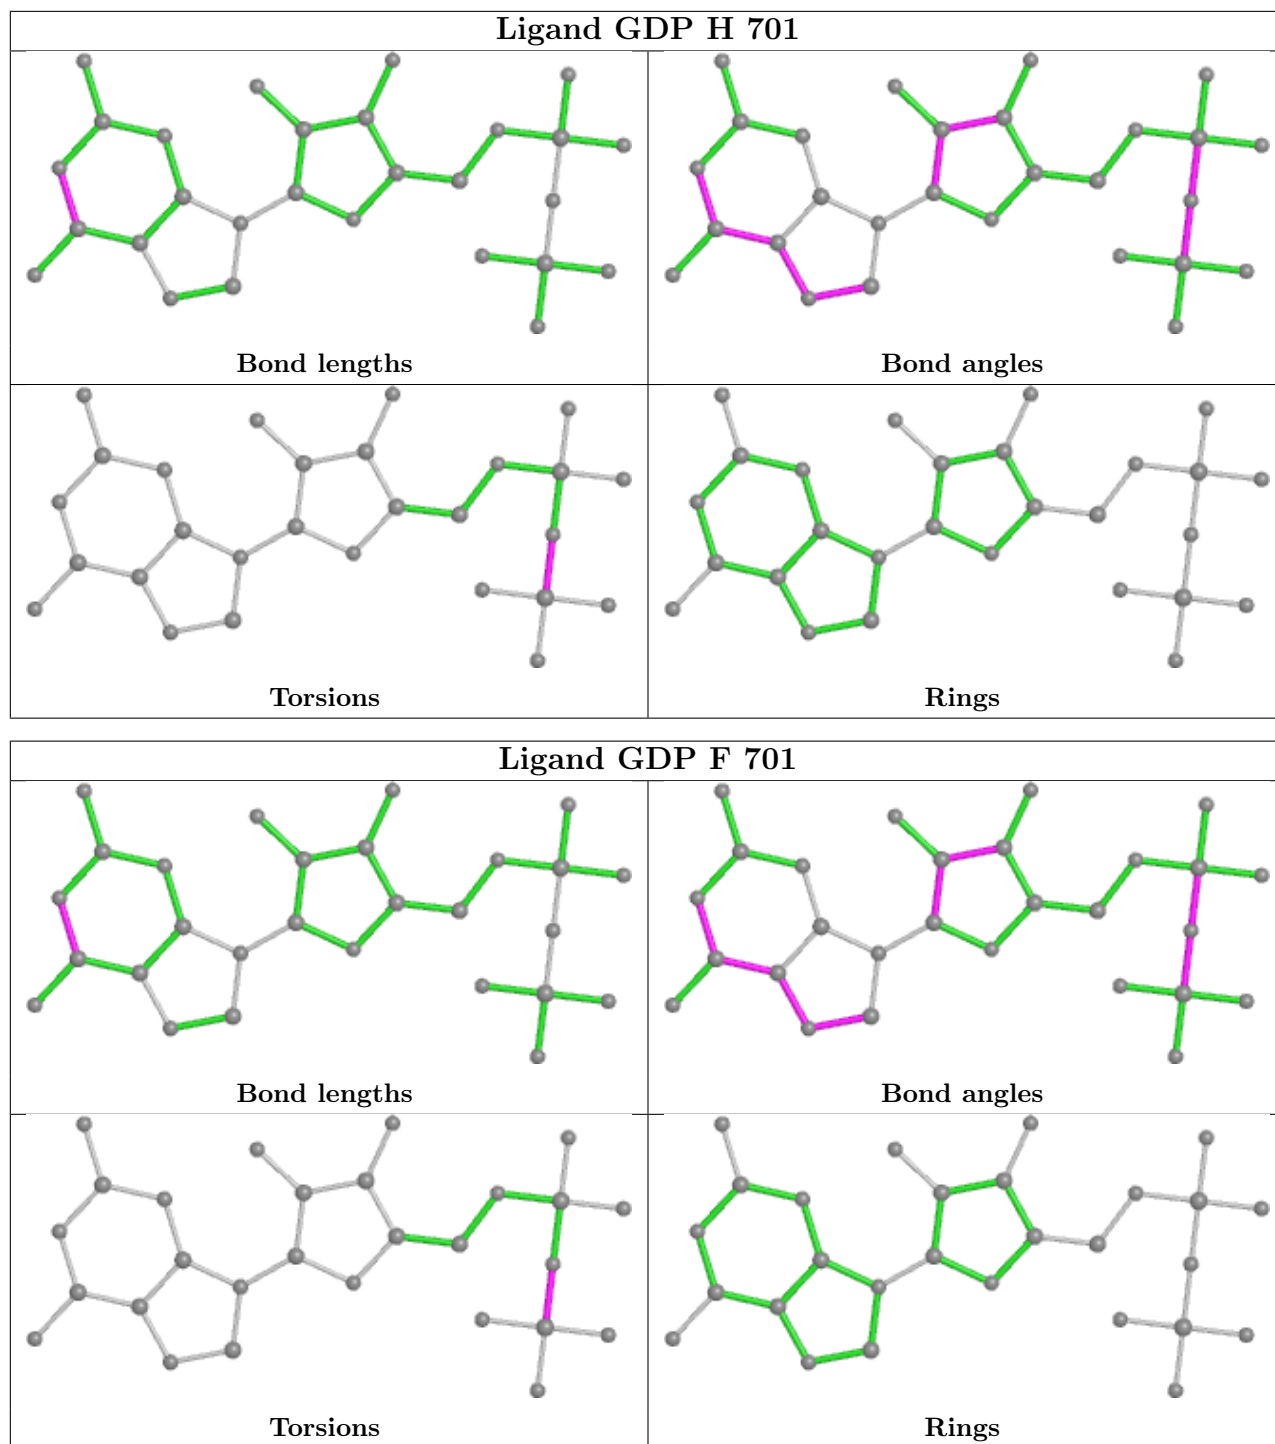 Ligand GDP H 701
Bond lengths
Bond angles
Torsions
Rings
Ligand GDP F 701
Bond lengths
Bond angles
Torsions
Rings